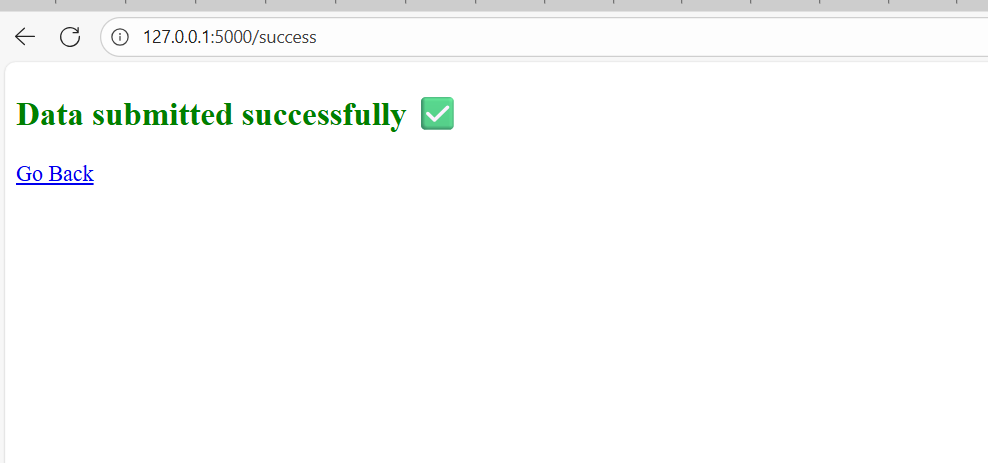 127.0.0.1:5000/success
Data submitted successfully ✅
Go Back